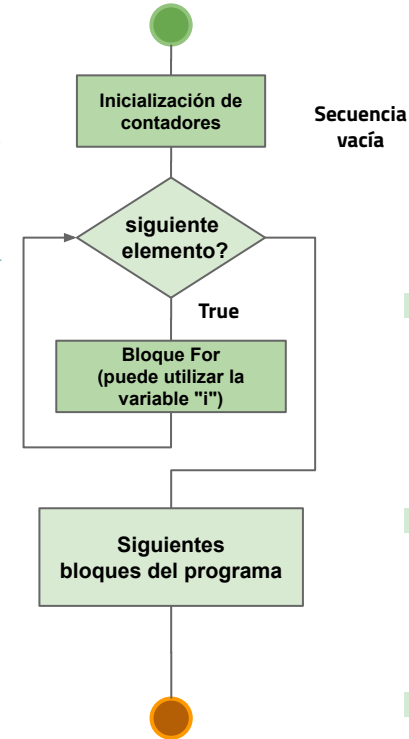 Inicialización de
contadores
Secuencia
vacía
siguiente
elemento?
True
Bloque For
(puede utilizar la
variable "i")
Siguientes
bloques del programa